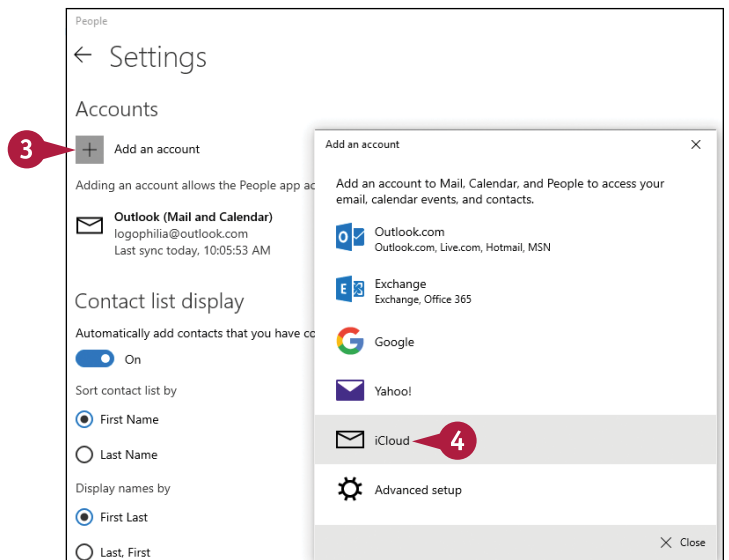 People
Settings
Accounts
3
Add an account
Adding an account allows the People app ac
Outlook (Mail and Calendar)
logophilia@outlook.com
Last sync today, 10:05:53 AM
Contact list display
Automatically add contacts that you have co
On
Sort contact list by
First Name
Last Name
Display names by
First Last
Last, First
Add an account
Add an account to Mail, Calendar, and People to access your
email, calendar events, and contacts.
Outlook.com
Outlook.com, Live.com, Hotmail, MSN
Exchange
Exchange, Office 365
Google
Yahoo!
iCloud
4
Advanced setup
Close